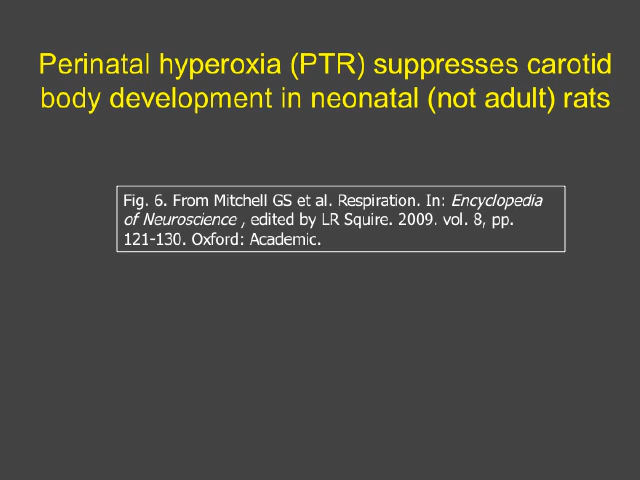 Perinatal hyperoxia (PTR) suppresses carotid
body development in neonatal (not adult) rats
Fig. 6. From Mitchell GS et al. Respiration. In: Encyclopedia
of Neuroscience , edited by LR Squire. 2009. vol. 8, pp.
121-130. Oxford: Academic.